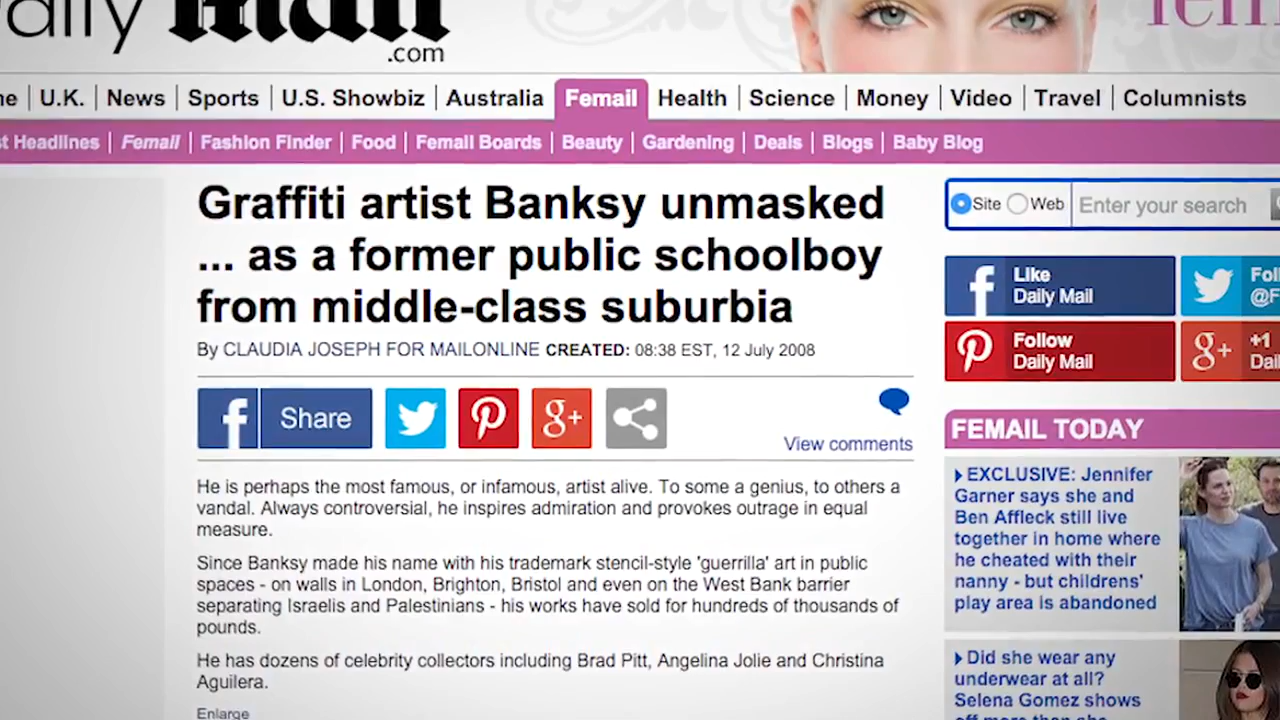 Mail
.com
U.K. News Sports U.S. Showbiz Australia Femail Health Science Money Video Travel Columnists
Headlines Femail Fashion Finder Food Femail Boards Beauty Gardening Deals Blogs Baby Blog
Graffiti artist Banksy unmasked
... as a former public schoolboy
from middle-class suburbia
By CLAUDIA JOSEPH FOR MAILONLINE CREATED: 08:38 EST, 12 July 2008
Share
View comments
He is perhaps the most famous, or infamous, artist alive. To some a genius, to others a
vandal. Always controversial, he inspires admiration and provokes outrage in equal
measure.
Since Banksy made his name with his trademark stencil-style 'guerrilla' art in public
spaces - on walls in London, Brighton, Bristol and even on the West Bank barrier
separating Israelis and Palestinians - his works have sold for hundreds of thousands of
pounds.
He has dozens of celebrity collectors including Brad Pitt, Angelina Jolie and Christina
Aguilera.
Enlarge
Site Web Enter your search
Like
Daily Mail
Follow
Daily Mail
g+ +1
FEMAIL TODAY
EXCLUSIVE: Jennifer
Garner says she and
Ben Affleck still live
together in home where
he cheated with their
nanny - but childrens'
play area is abandoned
Did she wear any
underwear at all?
Selena Gomez shows
off more than she